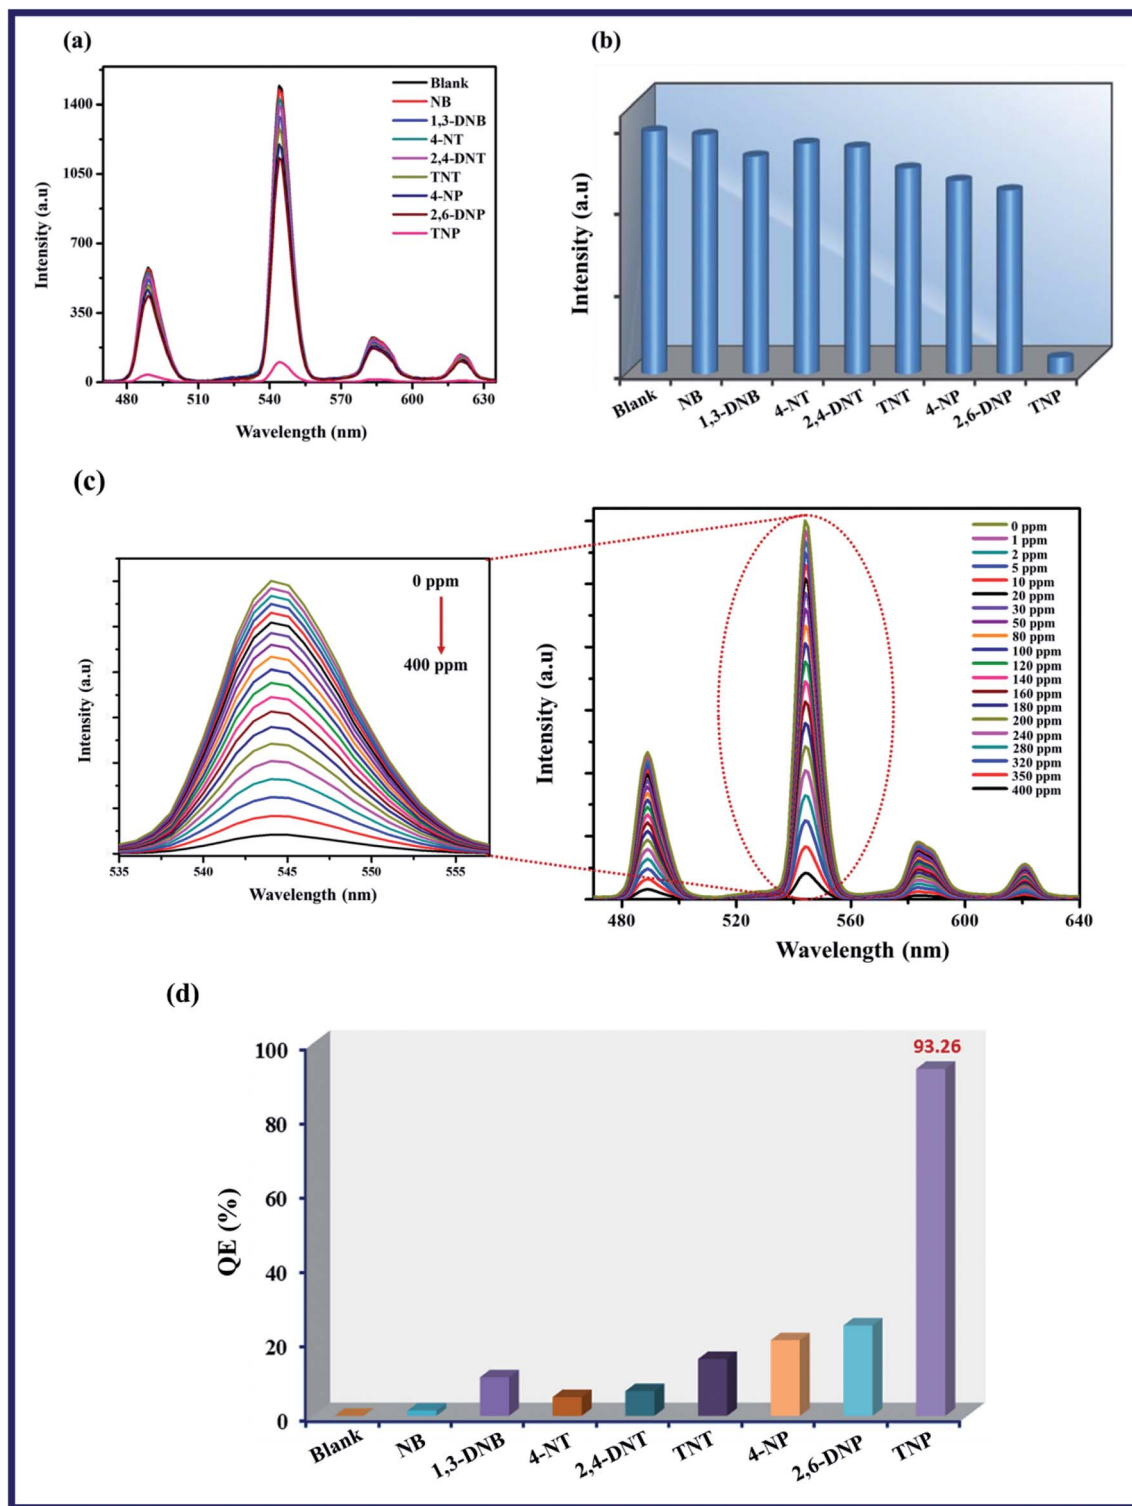 (a)
Intensity (a.u)
1400
1050
700
350
0
480
510
540
570
600
630
Wavelength (nm)
Blank
NB
1,3-DNB
4-NT
2,4-DNT
TNT
4-NP
2,6-DNP
TNP
(b)
Intensity (a.u)
Blank
NB
1,3-DNB
4-NT
2,4-DNT
TNT
4-NP
2,6-DNP
TNP
(c)
Intensity (a.u)
0 ppm
400 ppm
535
540
545
550
555
Wavelength (nm)
Intensity (a.u)
0 ppm
1 ppm
2 ppm
5 ppm
10 ppm
20 ppm
30 ppm
50 ppm
80 ppm
100 ppm
120 ppm
140 ppm
160 ppm
180 ppm
200 ppm
240 ppm
280 ppm
320 ppm
350 ppm
400 ppm
480
520
560
600
640
Wavelength (nm)
(d)
QE (%)
100
80
60
40
20
0
93.26
Blank
NB
1,3-DNB
4-NT
2,4-DNT
TNT
4-NP
2,6-DNP
TNP